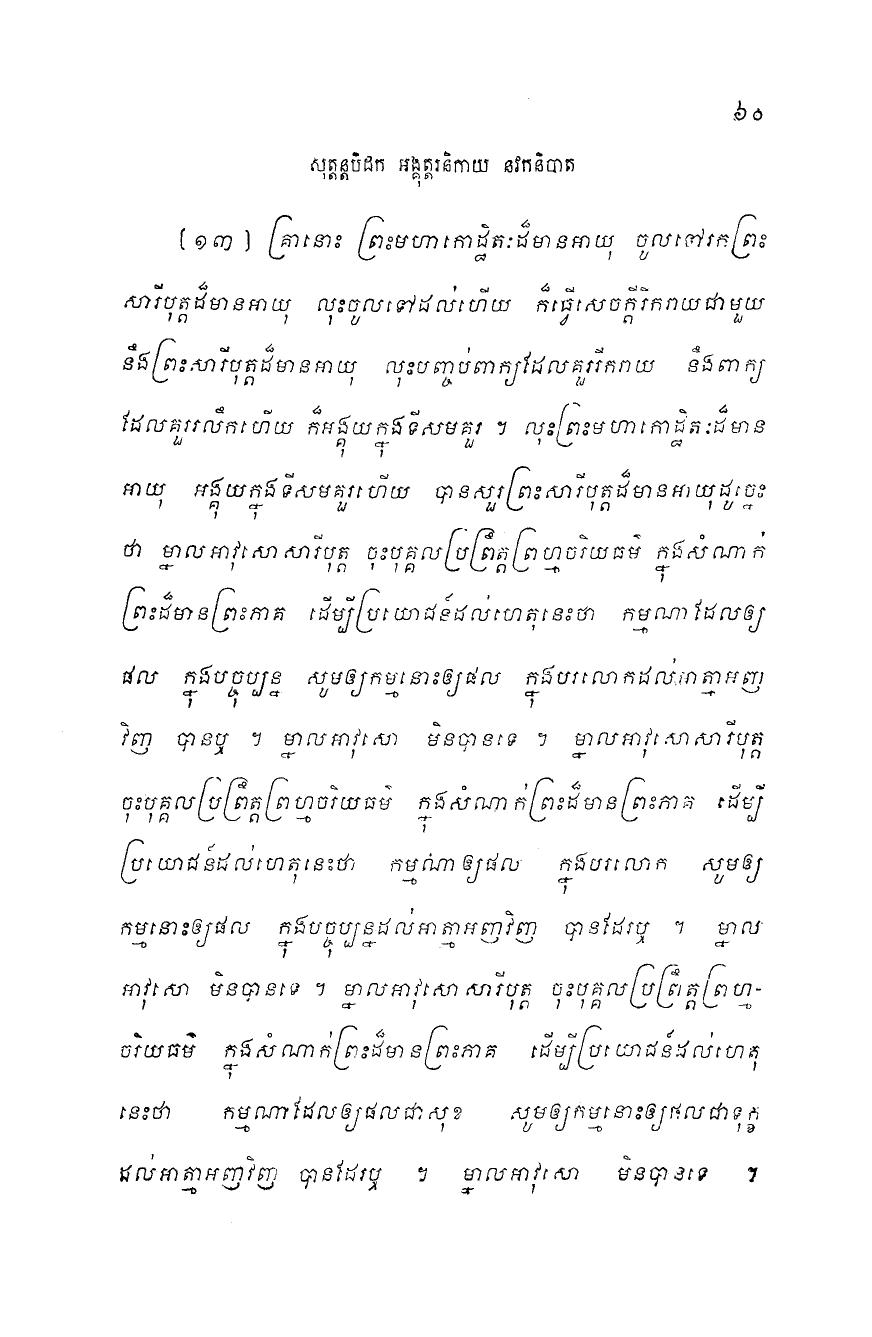 ៦០
សុត្តន្តបិដក អង្គុត្តរនិកាយ នវកនិបាត
(១៣) គ្រានោះ ព្រះមហាកោដ្ឋិតៈដ៏មានអាយុ ចូលទៅរកព្រះ
សារីបុត្តដ៏មានអាយុ លុះចូលទៅដល់ហើយ ក៏ធ្វើសេចក្តីរីករាយជាមួយ
នឹងព្រះសារីបុត្តដ៏មានអាយុ លុះបញ្ចប់ពាក្យដែលគួររីករាយ នឹងពាក្យ
ដែលគួររលឹកហើយ ក៏អង្គុយក្នុងទីសមគួរ ។ លុះព្រះមហាកោដ្ឋិតៈដ៏មាន
អាយុ អង្គុយក្នុងទីសមគួរហើយ បានសួរព្រះសារីបុត្តដ៏មានអាយុដូច្នេះ
ថា ម្នាលអាវុសោសារីបុត្ត ចុះបុគ្គលប្រព្រឹត្តព្រហ្មចរិយធម៌ ក្នុងសំណាក់
ព្រះដ៏មានព្រះភាគ ដើម្បីប្រយោជន៍ដល់ហេតុនេះថា កម្មណាដែលឲ្យ
ផល ក្នុងបច្ចុប្បន្ន សូមឲ្យកម្មនោះឲ្យផល ក្នុងបរលោកដល់អាត្មាអញ
វិញ បានឬ ។ ម្នាលអាវុសោ មិនបានទេ ។ ម្នាលអាវុសោសារីបុត្ត
ចុះបុគ្គលប្រព្រឹត្តព្រហ្មចរិយធម៌ ក្នុងសំណាក់ព្រះដ៏មានព្រះភាគ ដើម្បី
ប្រយោជន៍ដល់ហេតុនេះថា កម្មណាឲ្យផល ក្នុងបរលោក សូមឲ្យ
កម្មនោះឲ្យផល ក្នុងបច្ចុប្បន្នដល់អាត្មាអញវិញ បានដែរឬ ។ ម្នាល
អាវុសោ មិនបានទេ ។ ម្នាលអាវុសោសារីបុត្ត ចុះបុគ្គលប្រព្រឹត្តព្រហ្ម-
ចរិយធម៌ ក្នុងសំណាក់ព្រះដ៏មានព្រះភាគ ដើម្បីប្រយោជន៍ដល់ហេតុ
នេះថា កម្មណាដែលឲ្យផលជាសុខ សូមឲ្យកម្មនោះឲ្យផលជាទុក្ខ
ដល់អាត្មាអញវិញ បានដែរឬ ។ ម្នាលអាវុសោ មិនបានទេ ។